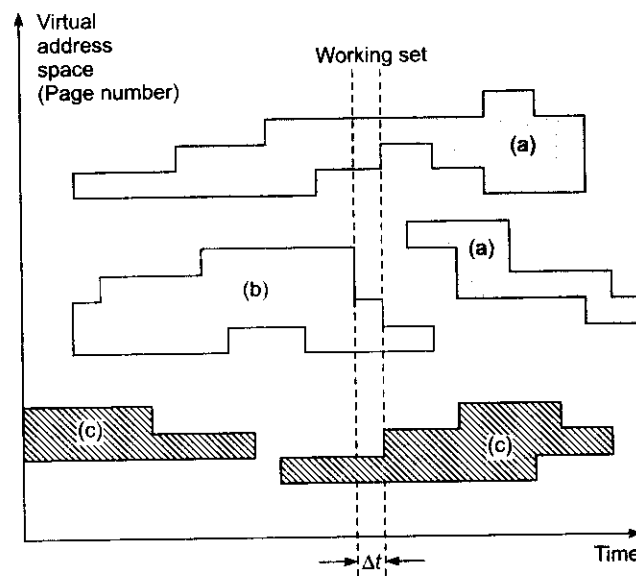 Virtual
address
space
(Page number)
Working set
(a)
(a)
(b)
(c)
(c)
Time
Δt